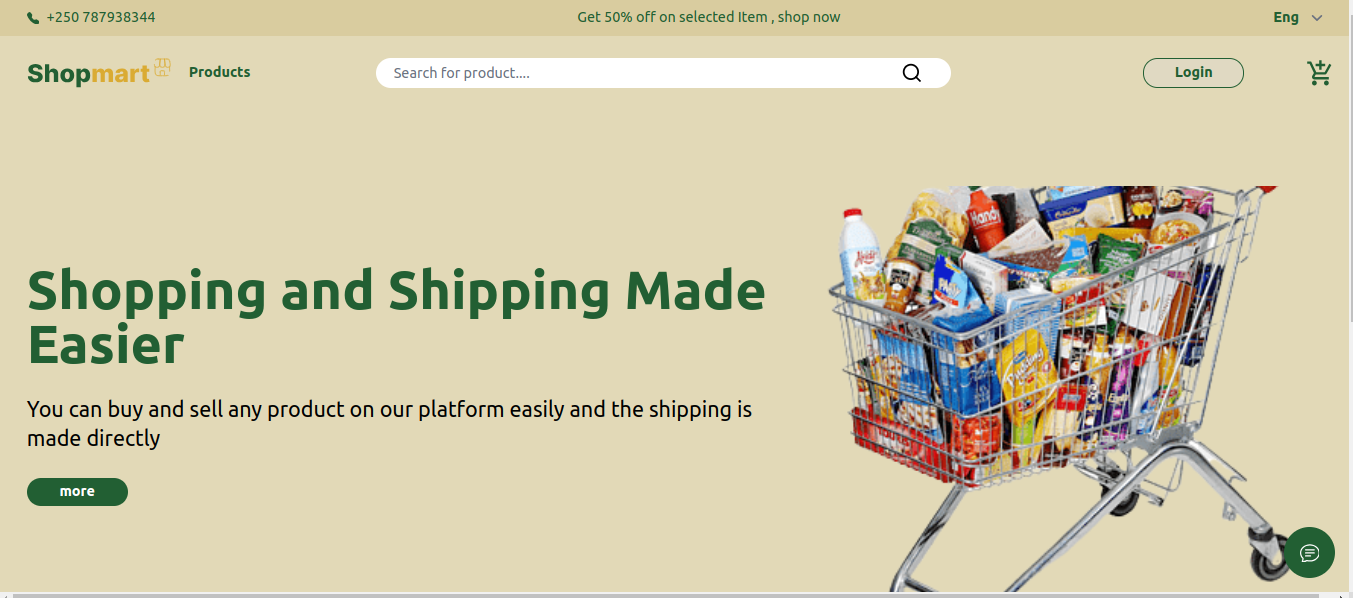 +250 787938344
Get 50% off on selected Item , shop now
Eng
Shopmart
Products
Search for product....
Login
Shopping and Shipping Made
Easier
You can buy and sell any product on our platform easily and the shipping is
made directly
more
Handy